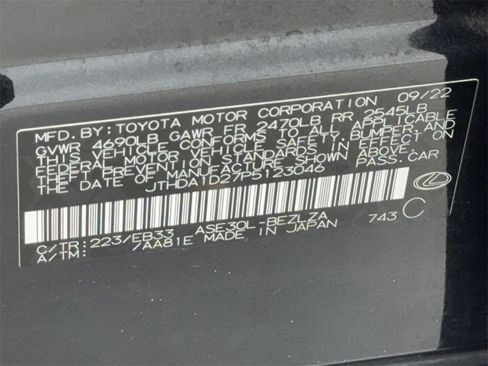 MFD.BY:TOYOTA MOTOR CORPORATION 09/22
GVWR 4690LB GAWR FR 2470LB RR 2545LB
THIS VEHICLE CONFORMS TO ALL APPLICABLE
FEDERAL MOTOR VEHICLE SAFETY, BUMPER, AND
THEFT PREVENTION STANDARDS IN EFFECT ON
THE DATE OF MANUFACTURE SHOWN ABOVE.
JTHDA1D27P5123046 PASS.CAR
C/TR:223/EB33 ASE30L-BEZLZA 743 C
A/TM: /AA81E MADE IN JAPAN